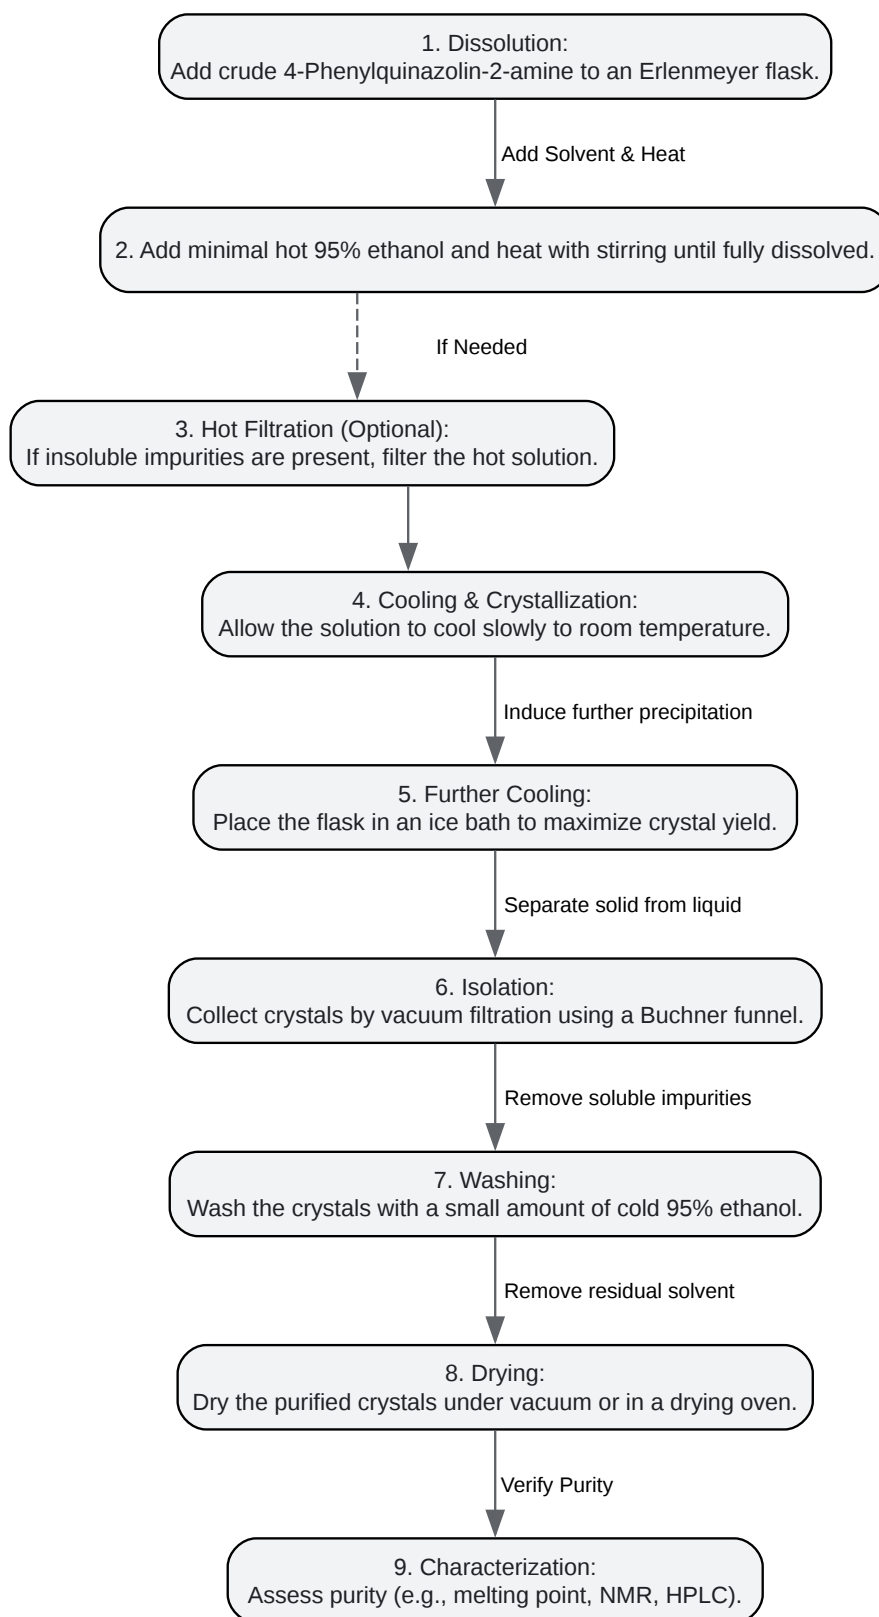 1. Dissolution:
Add crude 4-Phenylquinazolin-2-amine to an Erlenmeyer flask.
Add Solvent & Heat
2. Add minimal hot 95% ethanol and heat with stirring until fully dissolved.
If Needed
3. Hot Filtration (Optional):
If insoluble impurities are present, filter the hot solution.
4. Cooling & Crystallization:
Allow the solution to cool slowly to room temperature.
Induce further precipitation
5. Further Cooling:
Place the flask in an ice bath to maximize crystal yield.
Separate solid from liquid
6. Isolation:
Collect crystals by vacuum filtration using a Buchner funnel.
Remove soluble impurities
7. Washing:
Wash the crystals with a small amount of cold 95% ethanol.
Remove residual solvent
8. Drying:
Dry the purified crystals under vacuum or in a drying oven.
Verify Purity
9. Characterization:
Assess purity (e.g., melting point, NMR, HPLC).